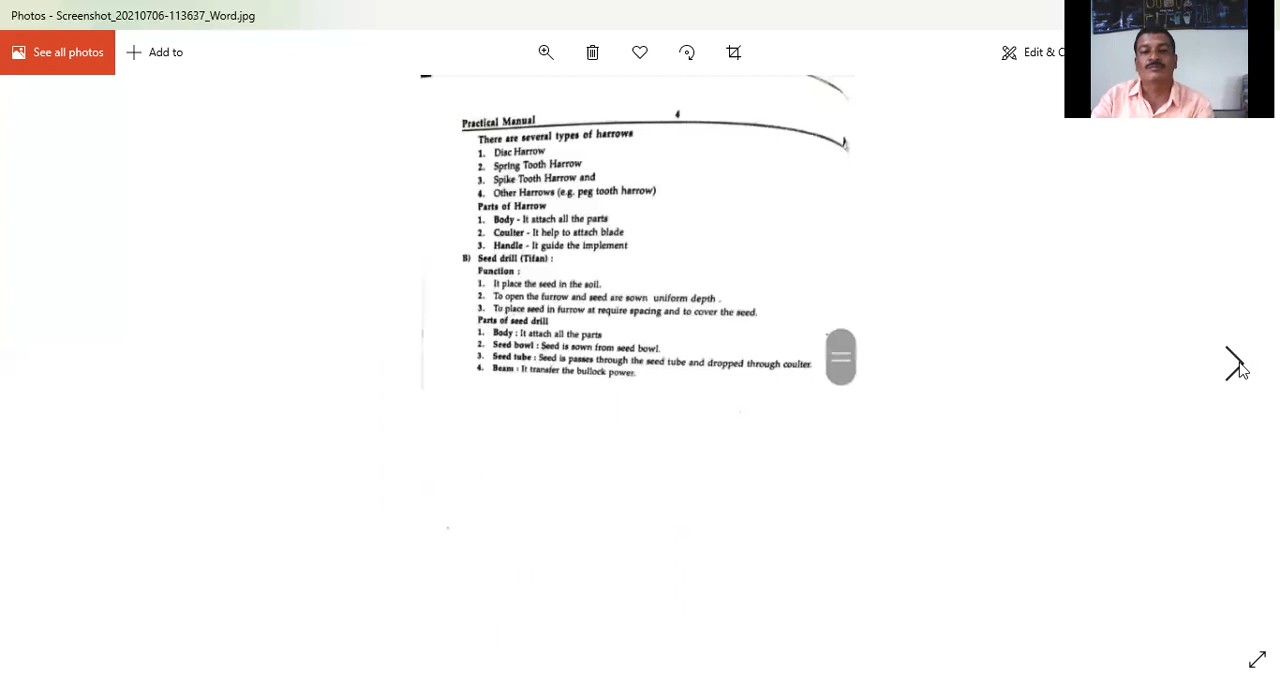 Photos - Screenshot_20210706-113637_Word.jpg
See all photos
Add to
Edit & C
Practical Manual
4
There are several types of harrows
1. Disc Harrow
2. Spring Tooth Harrow
3. Spike Tooth Harrow and
4. Other Harrows (e.g. peg tooth harrow)
Parts of Harrow
1. Body - It attach all the parts
2. Coulter - It help to attach blade
3. Handle - It guide the implement
B) Seed drill (Tifan) :
Function :
1. It place the seed in the soil.
2. To open the furrow and seed are sown uniform depth .
3. To place seed in furrow at require spacing and to cover the seed.
Parts of seed drill
1. Body : It attach all the parts
2. Seed bowl : Seed is sown from seed bowl.
3. Seed tube : Seed is passes through the seed tube and dropped through coulter.
4. Beam : It transfer the bullock power.